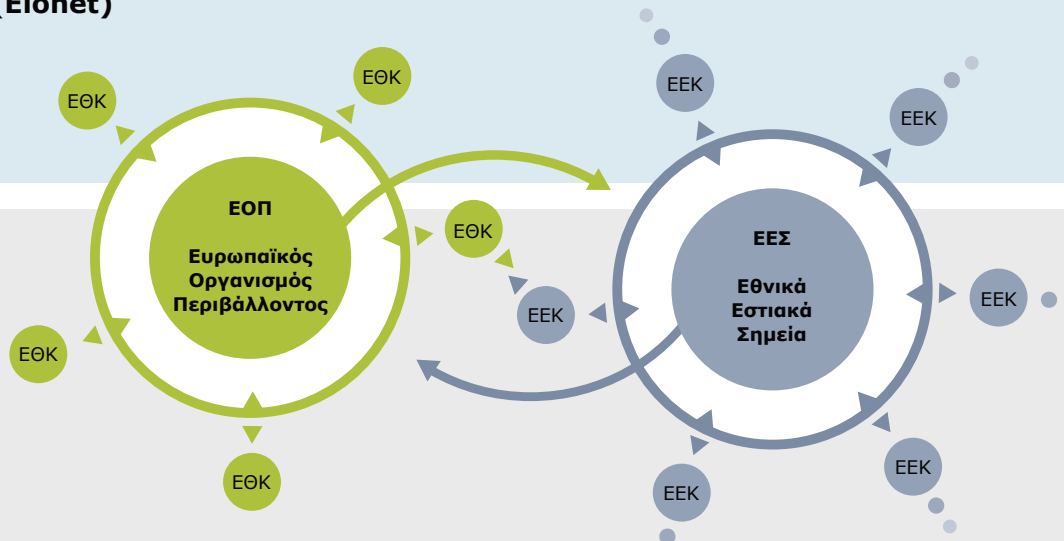 (Eionet)
ΕΕΚ
ΕΘΚ
ΕΘΚ
ΕΕΚ
ΕΟΠ
Ευρωπαϊκός
Οργανισμός
Περιβάλλοντος
ΕΘΚ
ΕΕΣ
Εθνικά
Εστιακά
Σημεία
ΕΕΚ
ΕΕΚ
ΕΘΚ
ΕΘΚ
ΕΕΚ
ΕΕΚ